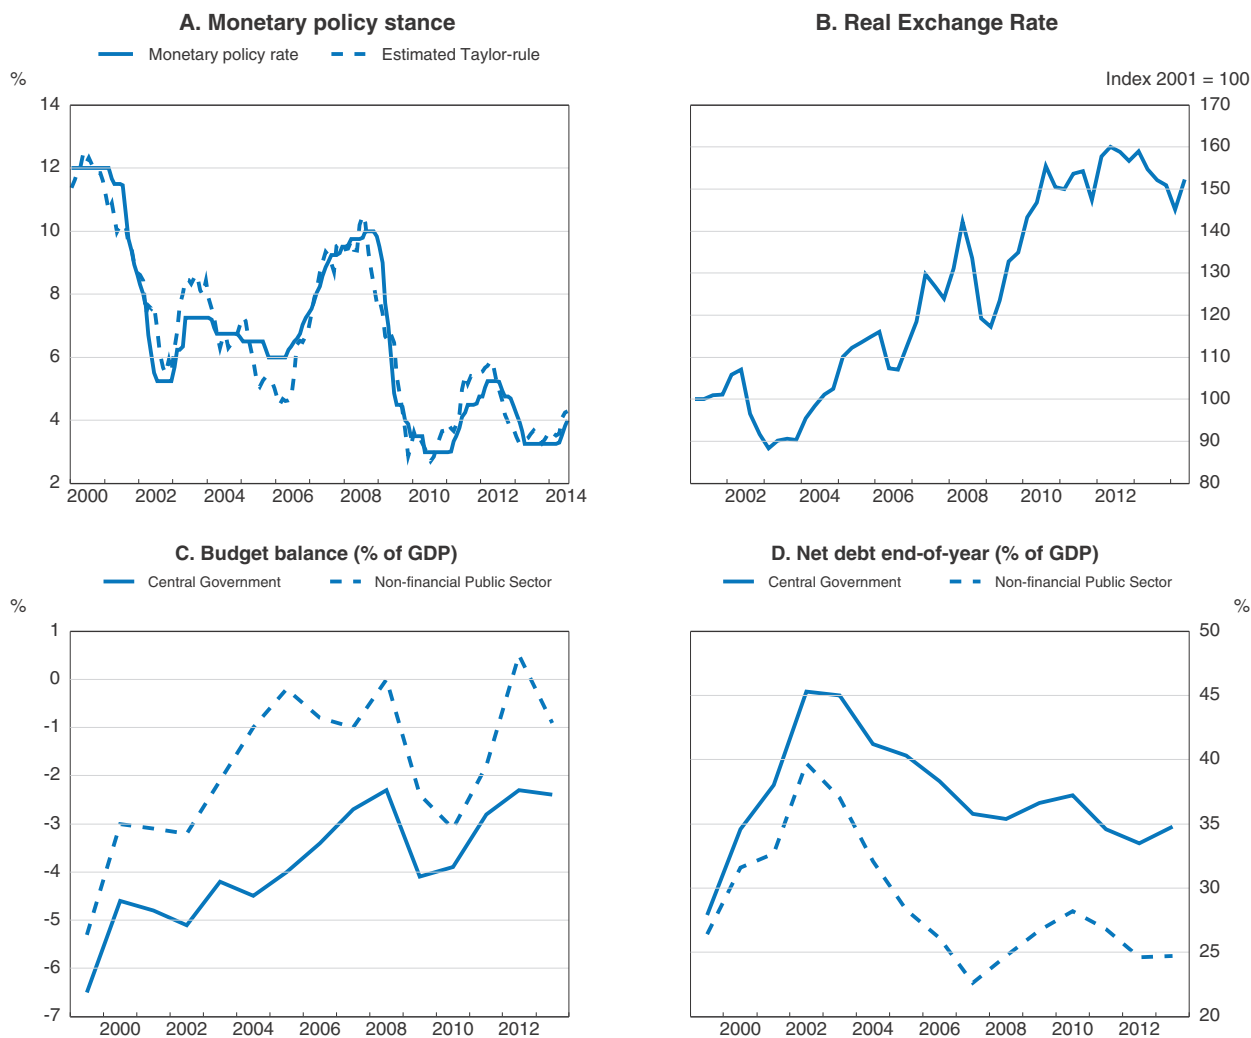 A. Monetary policy stance
Monetary policy rate
Estimated Taylor-rule
%
14
12
10
8
6
4
2
2000 2002 2004 2006 2008 2010 2012 2014
B. Real Exchange Rate
Index 2001 = 100
170
160
150
140
130
120
110
100
90
80
2002 2004 2006 2008 2010 2012
C. Budget balance (% of GDP)
Central Government
Non-financial Public Sector
%
1
0
-1
-2
-3
-4
-5
-6
-7
2000 2002 2004 2006 2008 2010 2012
D. Net debt end-of-year (% of GDP)
Central Government
Non-financial Public Sector
%
50
45
40
35
30
25
20
2000 2002 2004 2006 2008 2010 2012